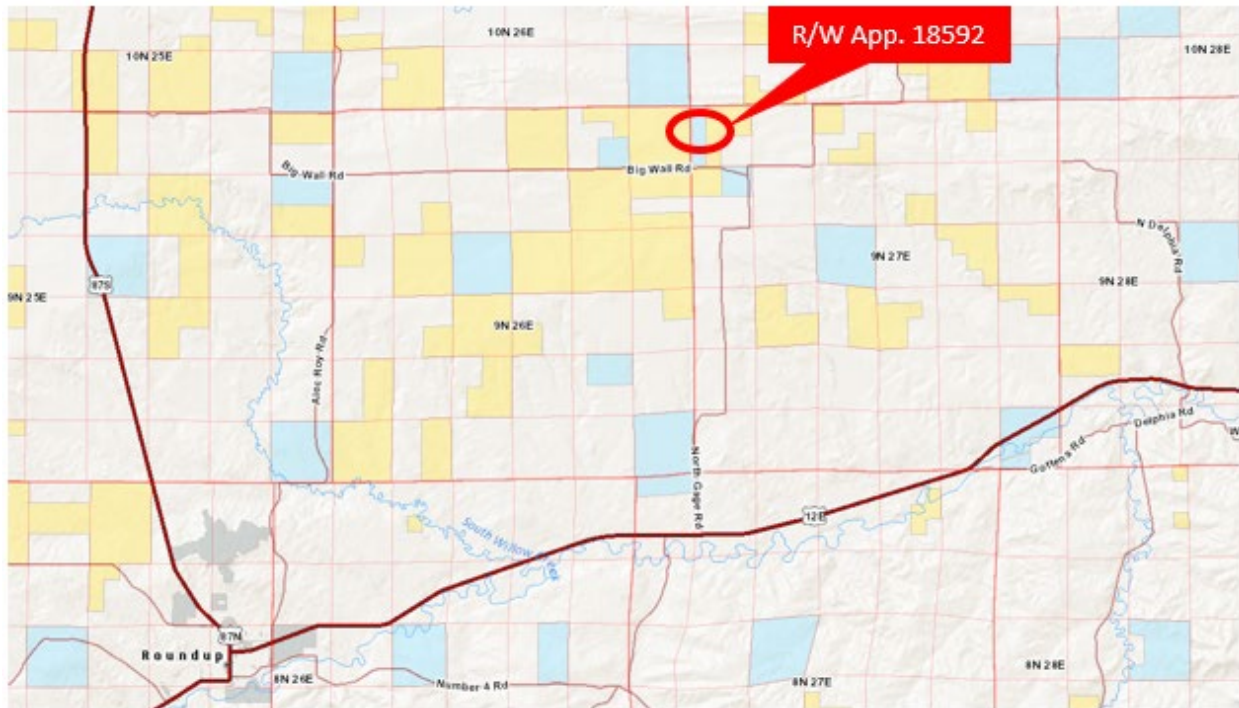 10N 26E
R/W App. 18592
10N 25E
10N 28E
Big Wall Rd
Big Wall Rd
N Delphia Rd
9N 27E
87S
9N 28E
9N 25E
9N 26E
Alec Roy Rd
Delphia Rd
Goffena Rd
North Gage Rd
12E
South Willow Creek
87N
Roundup
8N 28E
8N 26E
Number 4 Rd
8N 27E